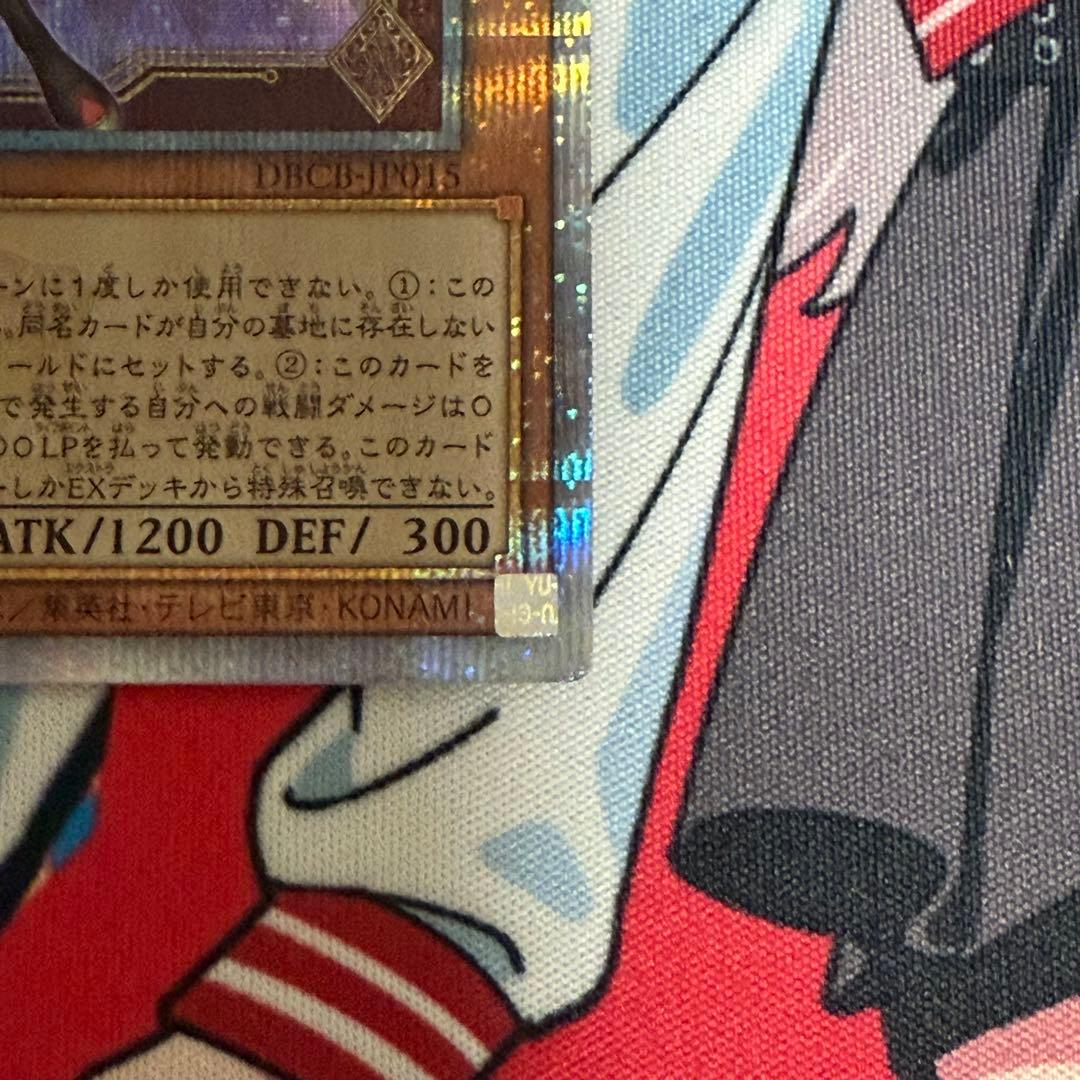 DBCB-JP015
ーンに1度しか使用できない。①:この
。同名カードが自分の墓地に存在しない
ールドにセットする。②:このカードを
で発生する自分への戦闘ダメージは0
00LPを払って発動できる。このカード
ーしかEXデッキから特殊召喚できない。
ATK/1200 DEF/ 300
/集英社・テレビ東京・KONAMI
YU-